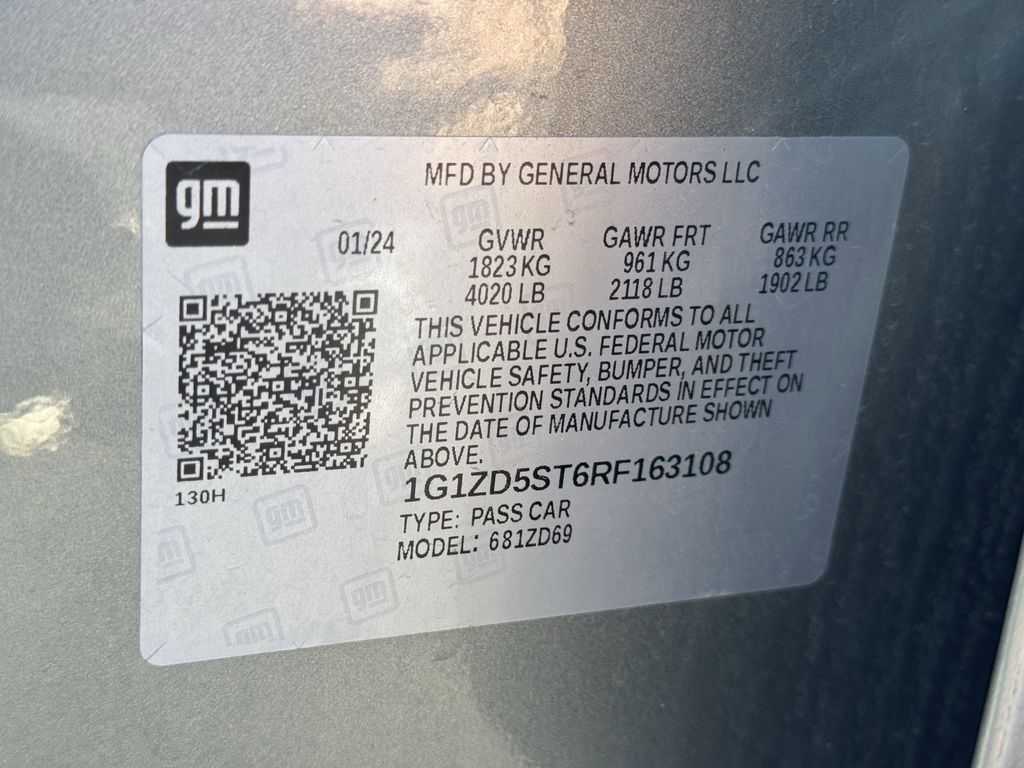 gm
MFD BY GENERAL MOTORS LLC
01/24 GVWR GAWR FRT GAWR RR
1823 KG 961 KG 863 KG
4020 LB 2118 LB 1902 LB
THIS VEHICLE CONFORMS TO ALL
APPLICABLE U.S. FEDERAL MOTOR
VEHICLE SAFETY, BUMPER, AND THEFT
PREVENTION STANDARDS IN EFFECT ON
THE DATE OF MANUFACTURE SHOWN
ABOVE.
130H
1G1ZD5ST6RF163108
TYPE: PASS CAR
MODEL: 681ZD69